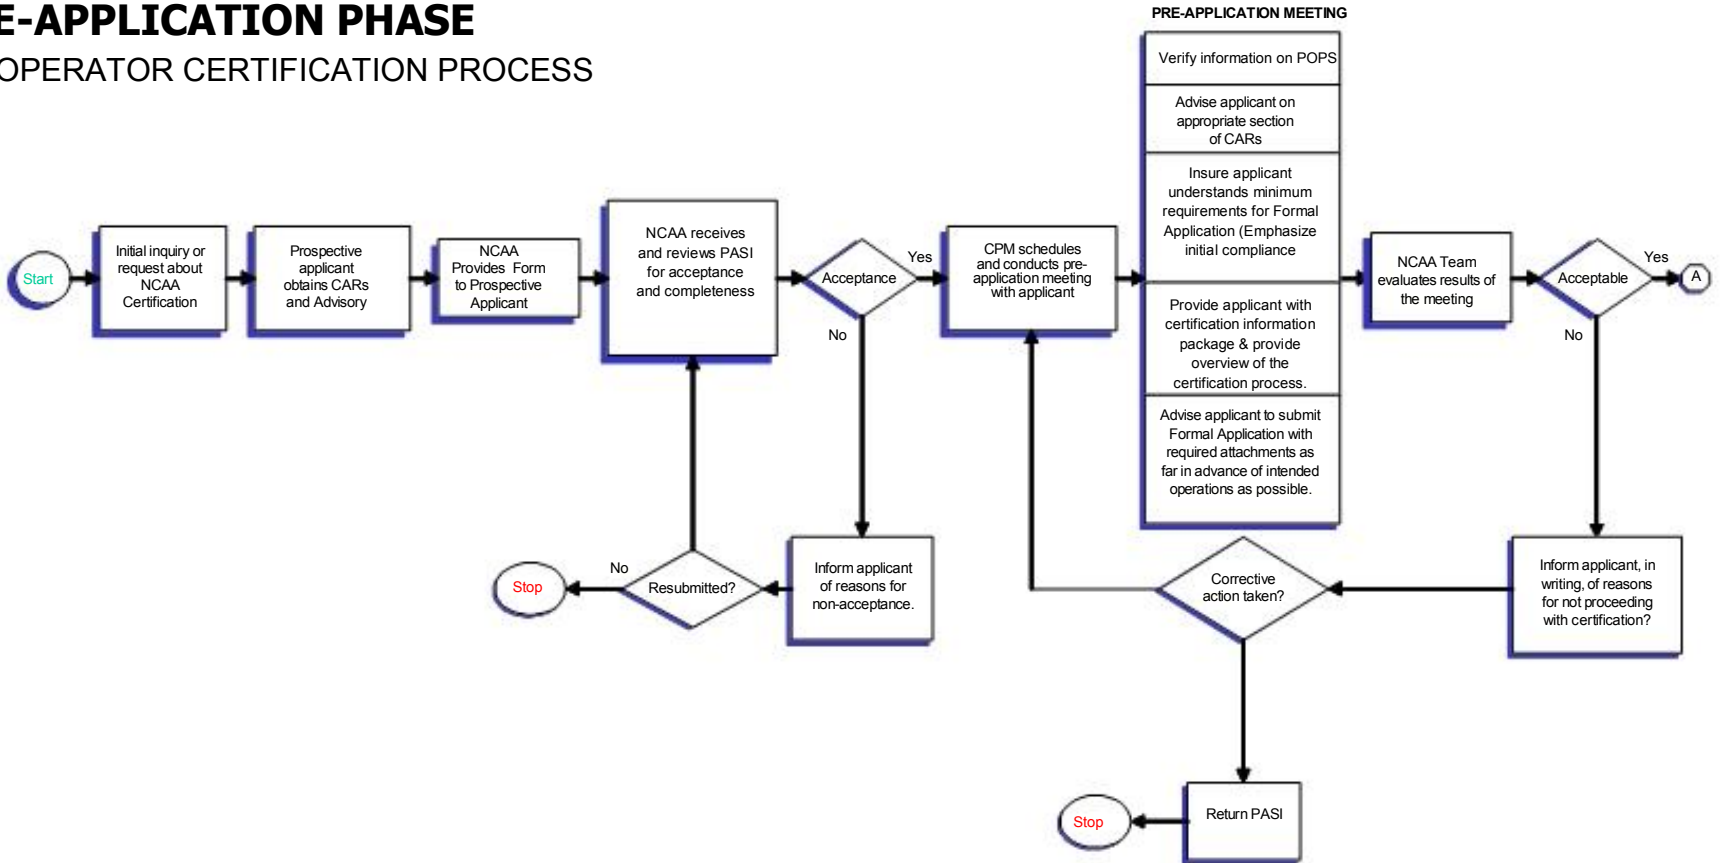 E-APPLICATION PHASE
OPERATOR CERTIFICATION PROCESS
PRE-APPLICATION MEETING
Start
Initial inquiry or
request about
NCAA
Certification
Prospective
applicant
obtains CARs
and Advisory
NCAA
Provides Form
to Prospective
Applicant
NCAA receives
and reviews PASI
for acceptance
and completeness
Acceptance
Yes
No
CPM schedules
and conducts pre-
application meeting
with applicant
Verify information on POPS
Advise applicant on
appropriate section
of CARs
Insure applicant
understands minimum
requirements for Formal
Application (Emphasize
initial compliance
Provide applicant with
certification information
package & provide
overview of the
certification process.
Advise applicant to submit
Formal Application with
required attachments as
far in advance of intended
operations as possible.
NCAA Team
evaluates results of
the meeting
Acceptable
Yes
A
No
Stop
No
Resubmitted?
Inform applicant
of reasons for
non-acceptance.
Corrective
action taken?
Inform applicant, in
writing, of reasons
for not proceeding
with certification?
Stop
Return PASI